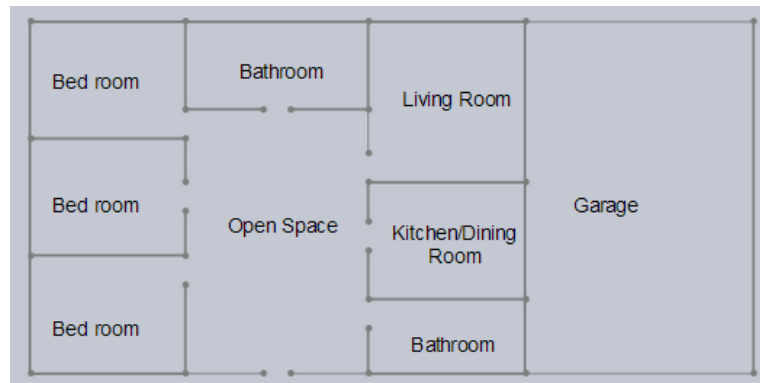 Bed room
Bathroom
Living Room
Bed room
Open Space
Kitchen/Dining
Room
Garage
Bed room
Bathroom